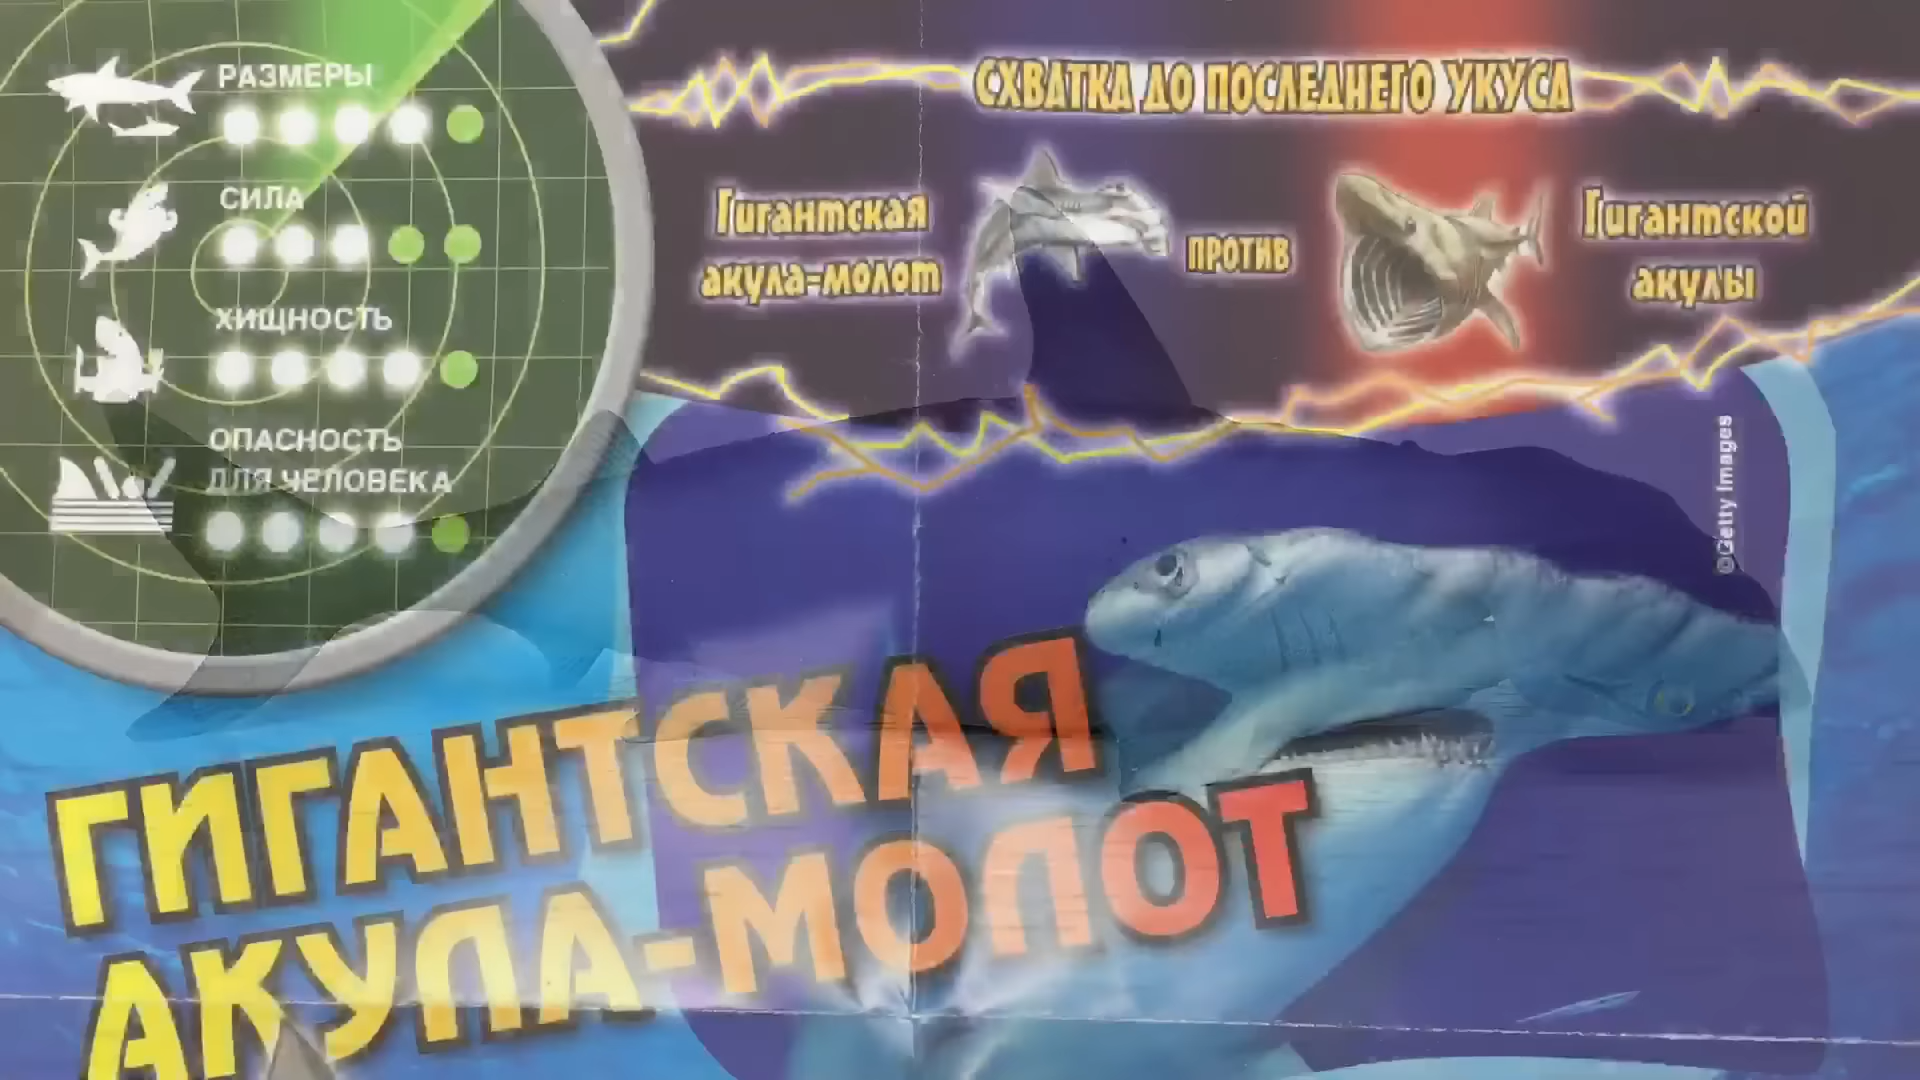 РАЗМЕРЫ
СИЛА
ХИЩНОСТЬ
ОПАСНОСТЬ
ДЛЯ ЧЕЛОВЕКА
СХВАТКА ДО ПОСЛЕДНЕГО УКУСА
Гигантская
акула-молот
ПРОТИВ
Гигантской
акулы
©Getty Images
ГИГАНТСКАЯ
АКУЛА-МОЛОТ